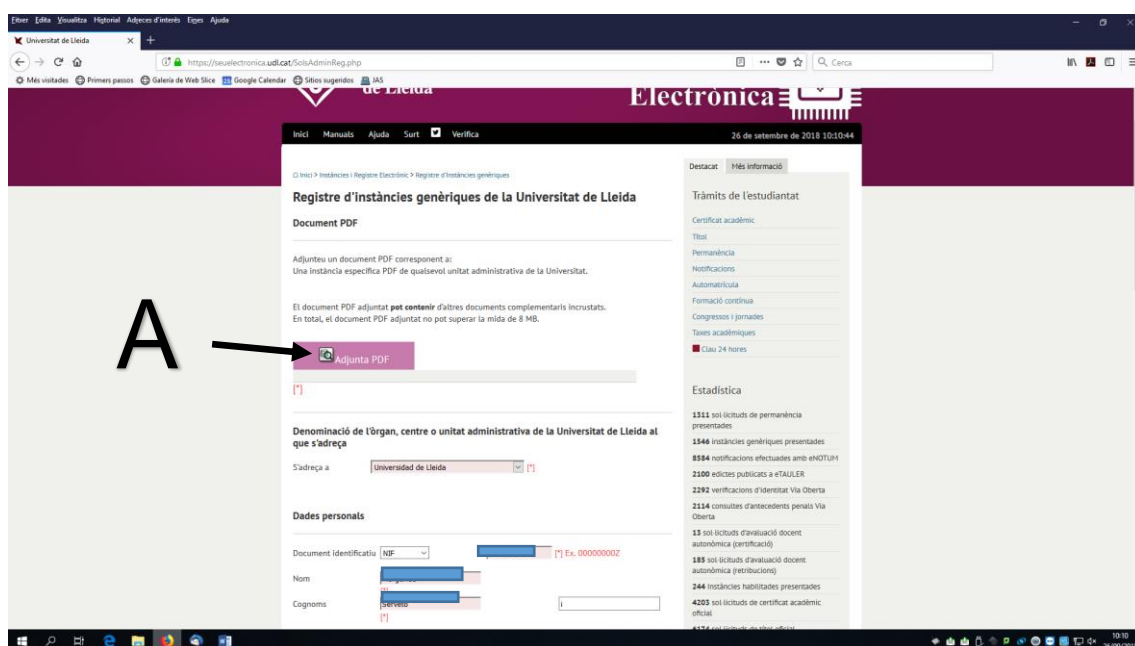 Fitxer Edita Visualitza Historial Adreces d'interès Eines Ajuda
Universitat de Lleida
https://seuelectronica.udl.cat/SolsAdminReg.php
Cerca
Més visitades Primers passos Galeria de Web Slice Google Calendar Sitios sugeridos JAS
de Lleida
Electrònica
Inici Manuals Ajuda Surt Verifica
26 de setembre de 2018 10:10:44
Inici > Instàncies i Registre Electrònic > Registre d'instàncies genèriques
Registre d'instàncies genèriques de la Universitat de Lleida
Document PDF
Adjunteu un document PDF corresponent a:
Una instància específica PDF de qualsevol unitat administrativa de la Universitat.
El document PDF adjuntat pot contenir d'altres documents complementaris incrustats.
En total, el document PDF adjuntat no pot superar la mida de 8 MB.
A
Adjunta PDF
[*]
Denominació de l'òrgan, centre o unitat administrativa de la Universitat de Lleida al
que s'adreça
S'adreça a Universidad de Lleida [*]
Dades personals
Document identificatiu NIF [*] Ex. 00000000Z
Nom
[*]
Cognoms i
[*]
Destacat Més informació
Tràmits de l'estudiantat
Certificat acadèmic
Títol
Permanència
Notificacions
Automatrícula
Formació contínua
Congressos i jornades
Taxes acadèmiques
Clau 24 hores
Estadística
1311 sol·licituds de permanència
presentades
1546 instàncies genèriques presentades
8584 notificacions efectuades amb eNOTUM
2100 edictes publicats a eTAULER
2292 verificacions d'identitat Via Oberta
2114 consultes d'antecedents penals Via
Oberta
13 sol·licituds d'avaluació docent
autonòmica (certificació)
185 sol·licituds d'avaluació docent
autonòmica (retribucions)
244 instàncies habilitades presentades
4203 sol·licituds de certificat acadèmic
oficial
6174 sol·licituds de títol oficial
10:10